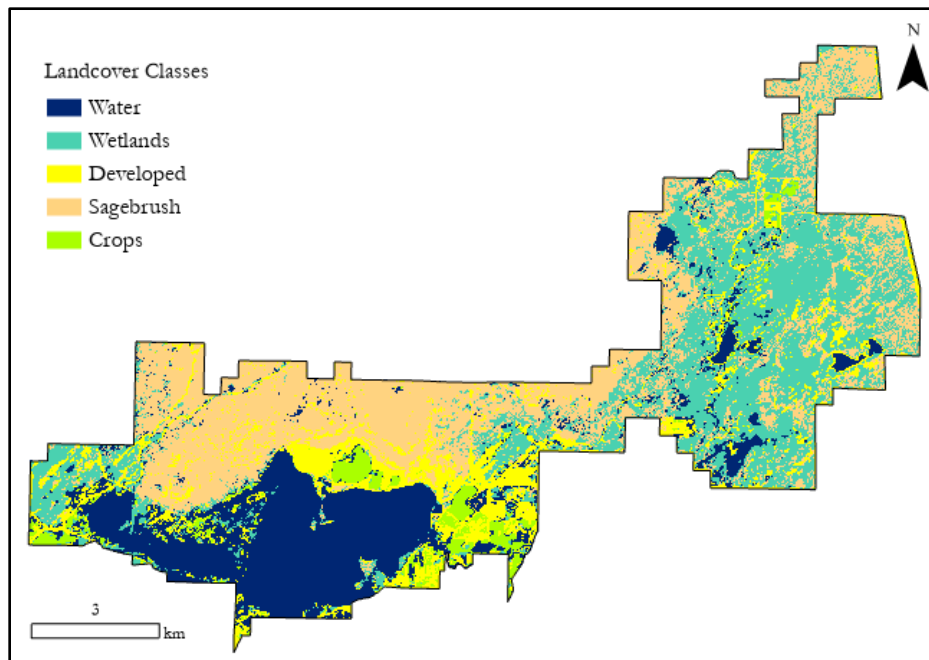 N
Landcover Classes
Water
Wetlands
Developed
Sagebrush
Crops
3
km